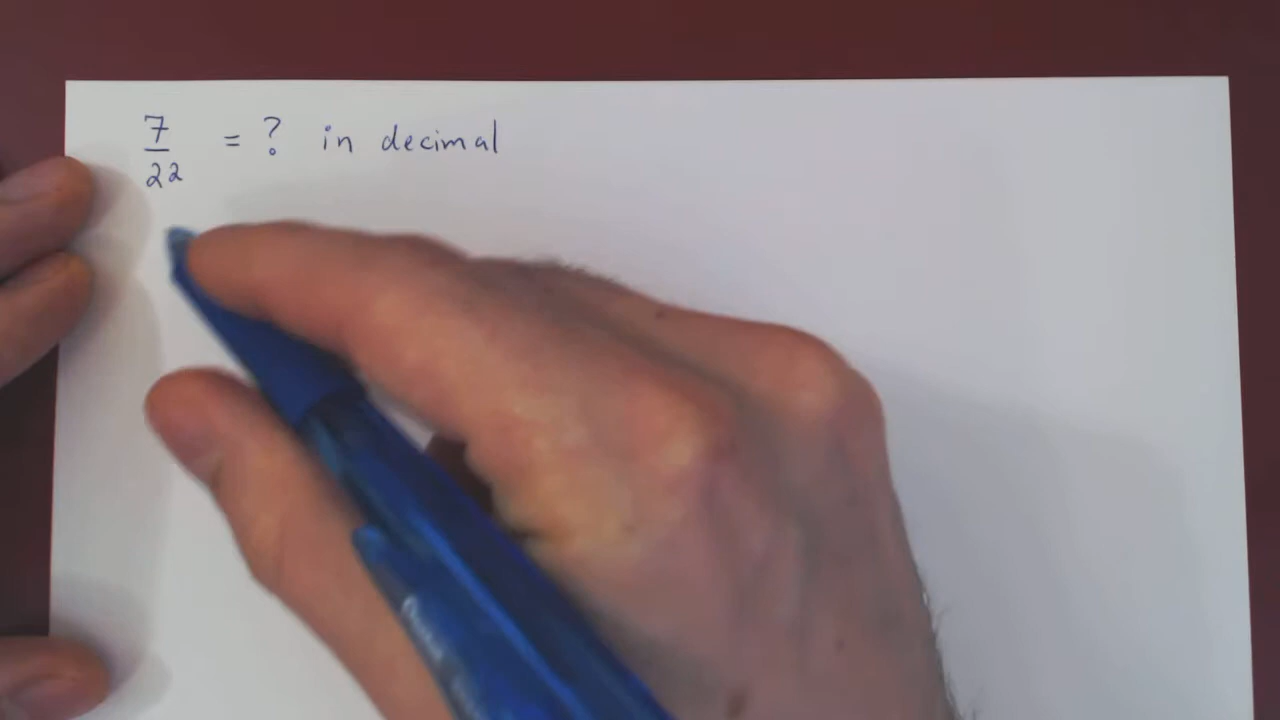 7/22 = ? in decimal